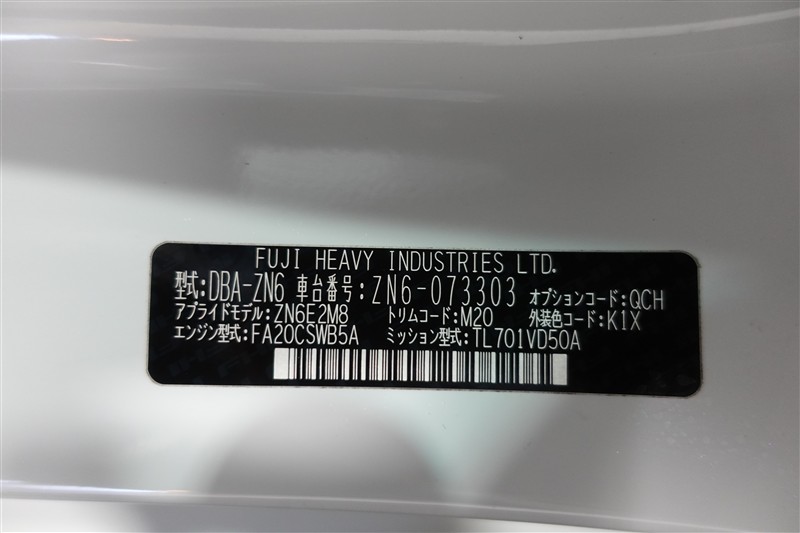 FUJI HEAVY INDUSTRIES LTD.
型式:DBA-ZN6 車台番号:ZN6-073303 オプションコード:QCH
アプライドモデル:ZN6E2M8 トリムコード:M20 外装色コード:K1X
エンジン型式:FA20CSWB5A ミッション型式:TL701VD50A